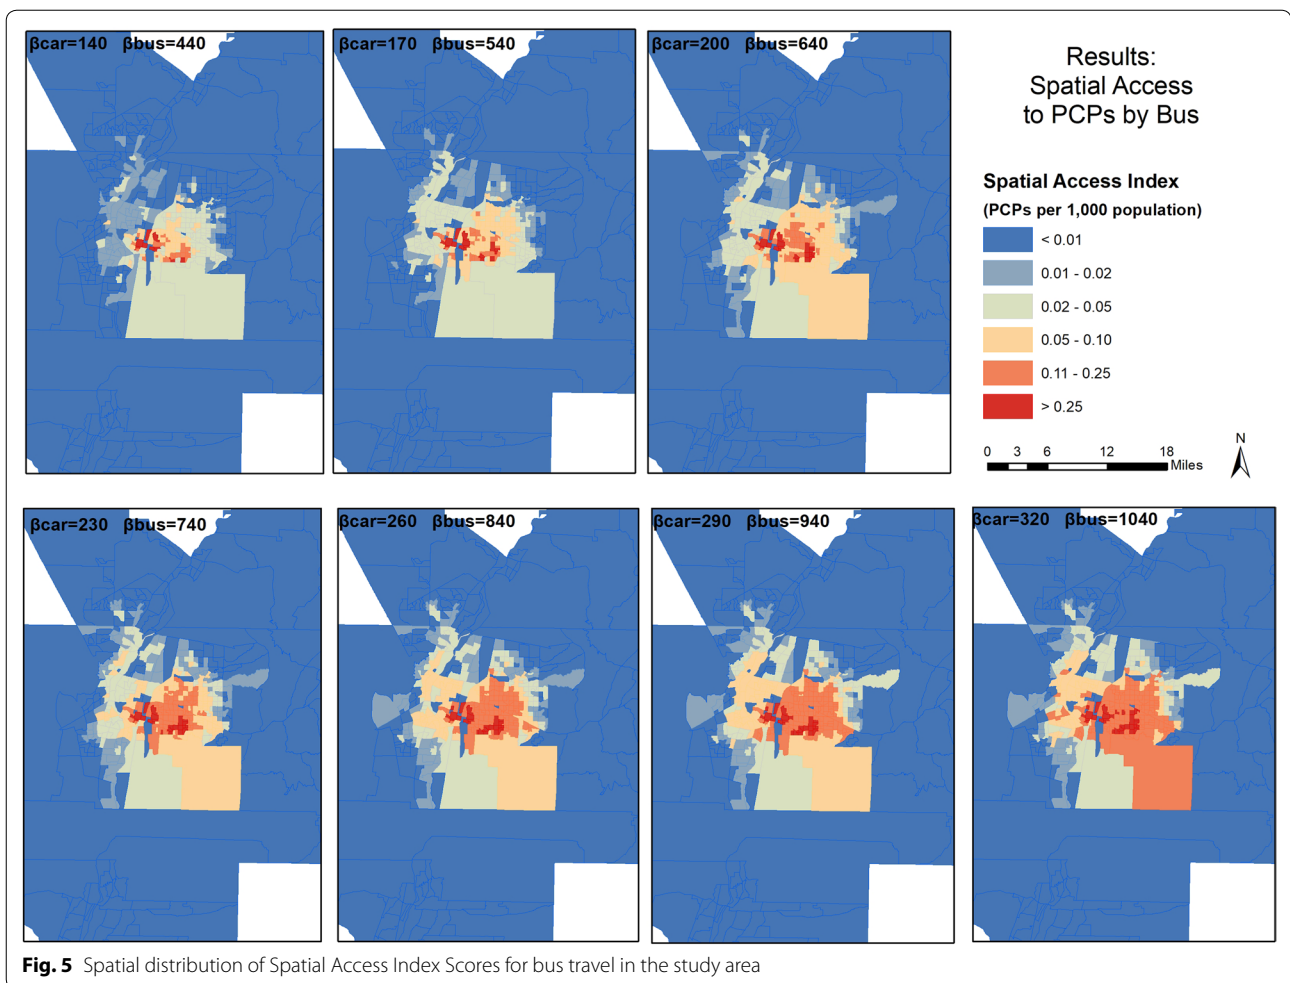 βcar=140 βbus=440
βcar=170 βbus=540
βcar=200 βbus=640
Results:
Spatial Access
to PCPs by Bus
Spatial Access Index
(PCPs per 1,000 population)
< 0.01
0.01 - 0.02
0.02 - 0.05
0.05 - 0.10
0.11 - 0.25
> 0.25
N
0 3 6 12 18
Miles
βcar=230 βbus=740
βcar=260 βbus=840
βcar=290 βbus=940
βcar=320 βbus=1040
Fig. 5 Spatial distribution of Spatial Access Index Scores for bus travel in the study area